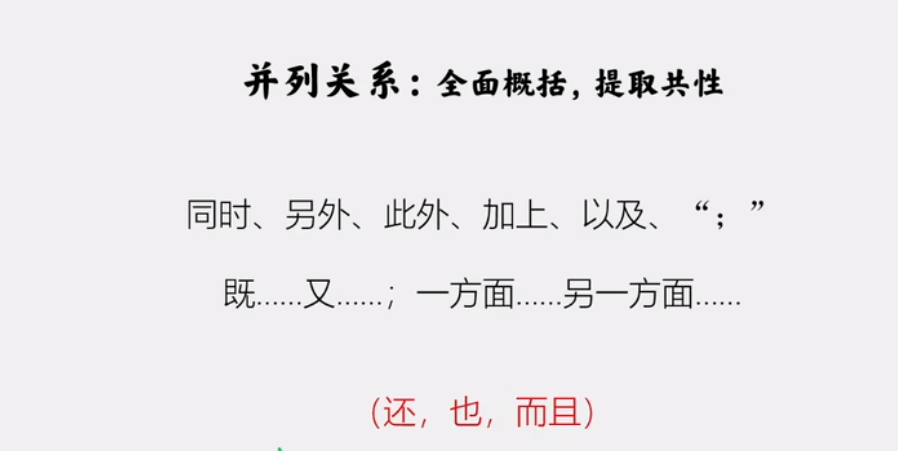 并列关系：全面概括，提取共性
同时、另外、此外、加上、以及、“；”
既……又……；一方面……另一方面……
（还，也，而且）